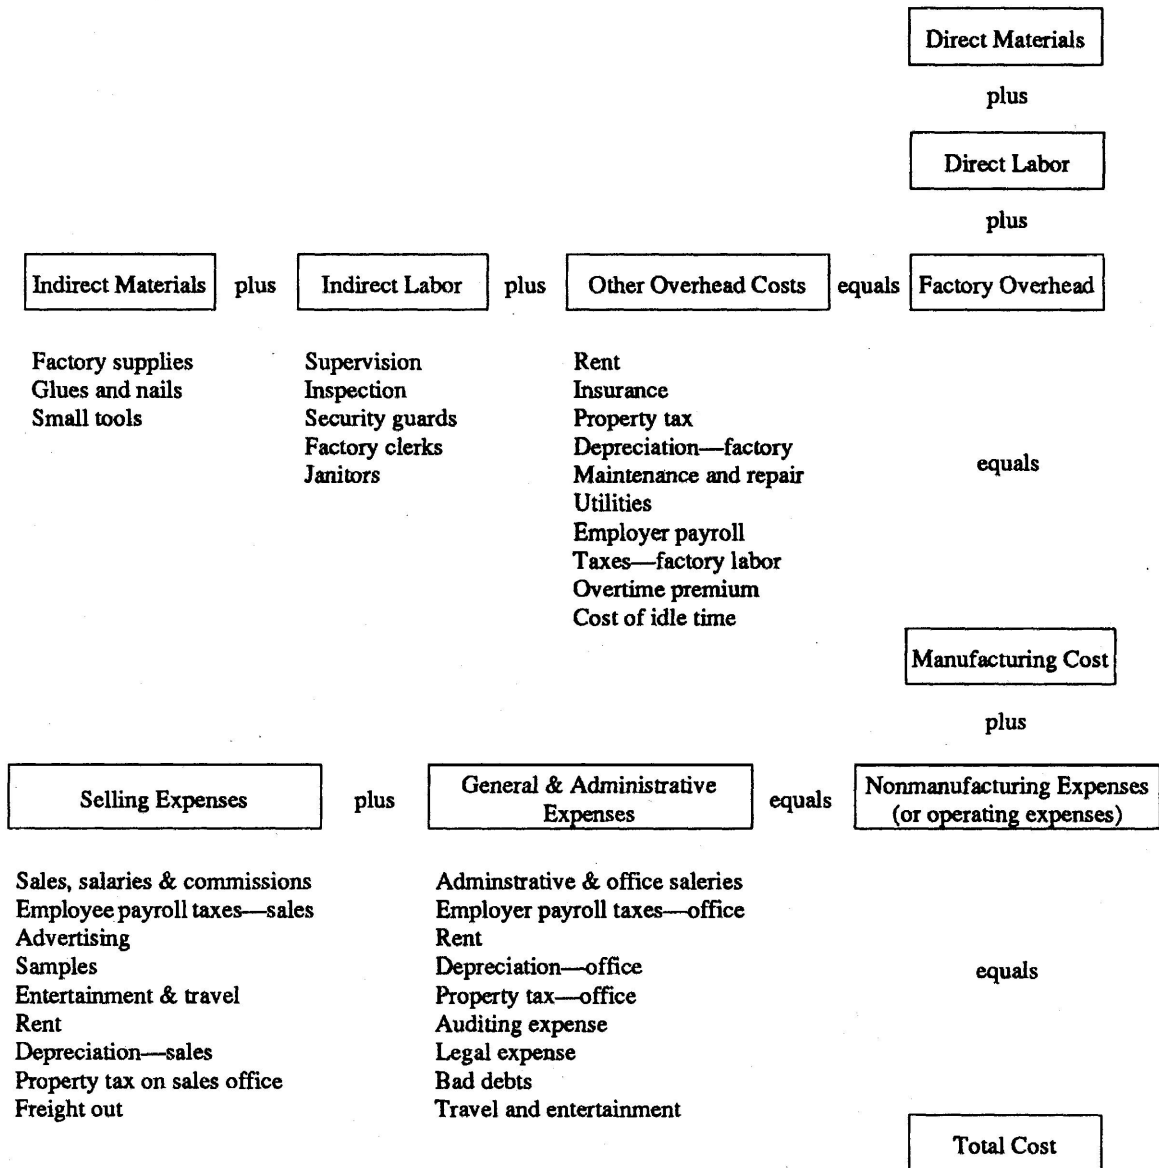 Direct Materials
plus
Direct Labor
plus
Indirect Materials plus Indirect Labor plus Other Overhead Costs equals Factory Overhead
Factory supplies
Glues and nails
Small tools
Supervision
Inspection
Security guards
Factory clerks
Janitors
Rent
Insurance
Property tax
Depreciation—factory
Maintenance and repair
Utilities
Employer payroll
Taxes—factory labor
Overtime premium
Cost of idle time
equals
Manufacturing Cost
plus
Selling Expenses plus General & Administrative Expenses equals Nonmanufacturing Expenses (or operating expenses)
Sales, salaries & commissions
Employee payroll taxes—sales
Advertising
Samples
Entertainment & travel
Rent
Depreciation—sales
Property tax on sales office
Freight out
Adminstrative & office saleries
Employer payroll taxes—office
Rent
Depreciation—office
Property tax—office
Auditing expense
Legal expense
Bad debts
Travel and entertainment
equals
Total Cost